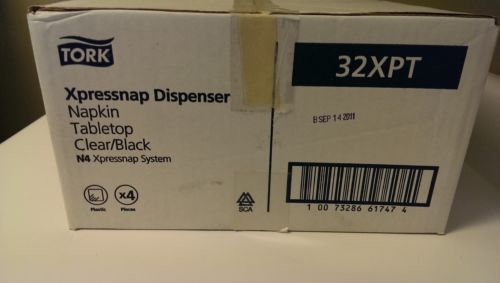 TORK
Xpressnap Dispenser
Napkin
Tabletop
Clear/Black
N4 Xpressnap System
Plastic
x4
Pieces
SCA
32XPT
B SEP 14 2011
1 00 73286 61747 4